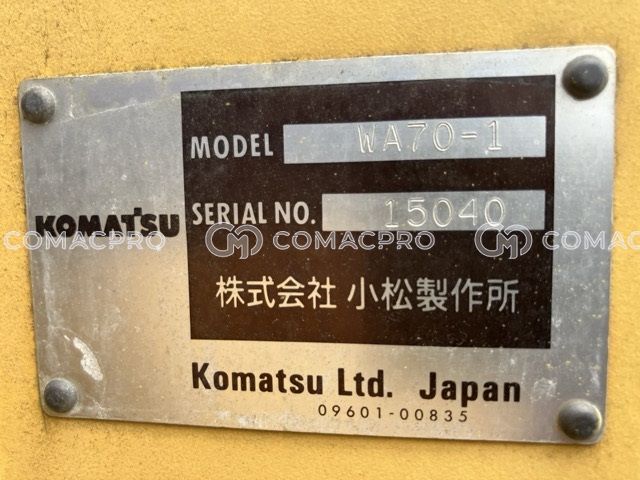 MODEL WA70-1
KOMATSU SERIAL NO. 15040
COMACPRO COMACPRO COMACPRO
株式会社 小松製作所
Komatsu Ltd. Japan
09601-00835